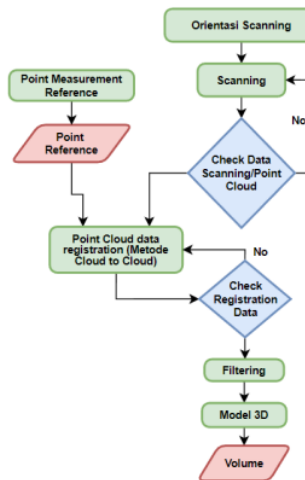 Orientasi Scanning
Scanning
Point Measurement
Reference
Point
Reference
No
Check Data
Scanning/Point
Cloud
Point Cloud data
registration (Metode
Cloud to Cloud)
No
Check
Registration
Data
Filtering
Model 3D
Volume